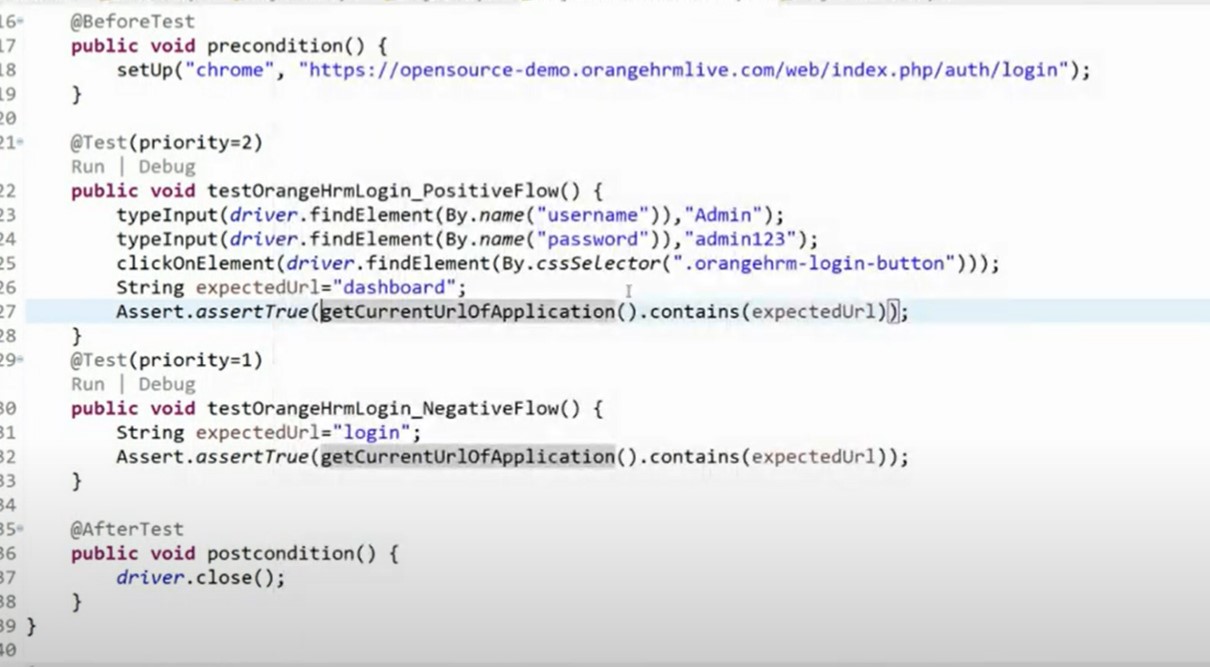 16 @BeforeTest
17 public void precondition() {
18 setUp("chrome", "https://opensource-demo.orangehrmlive.com/web/index.php/auth/login");
19 }
20
21 @Test(priority=2)
Run | Debug
22 public void testOrangeHrmLogin_PositiveFlow() {
23 typeInput(driver.findElement(By.name("username")),"Admin");
24 typeInput(driver.findElement(By.name("password")),"admin123");
25 clickOnElement(driver.findElement(By.cssSelector(".orangehrm-login-button")));
26 String expectedUrl="dashboard";
27 Assert.assertTrue(getCurrentUrlOfApplication().contains(expectedUrl));
28 }
29 @Test(priority=1)
Run | Debug
30 public void testOrangeHrmLogin_NegativeFlow() {
31 String expectedUrl="login";
32 Assert.assertTrue(getCurrentUrlOfApplication().contains(expectedUrl));
33 }
34
35 @AfterTest
36 public void postcondition() {
37 driver.close();
38 }
39 }
40